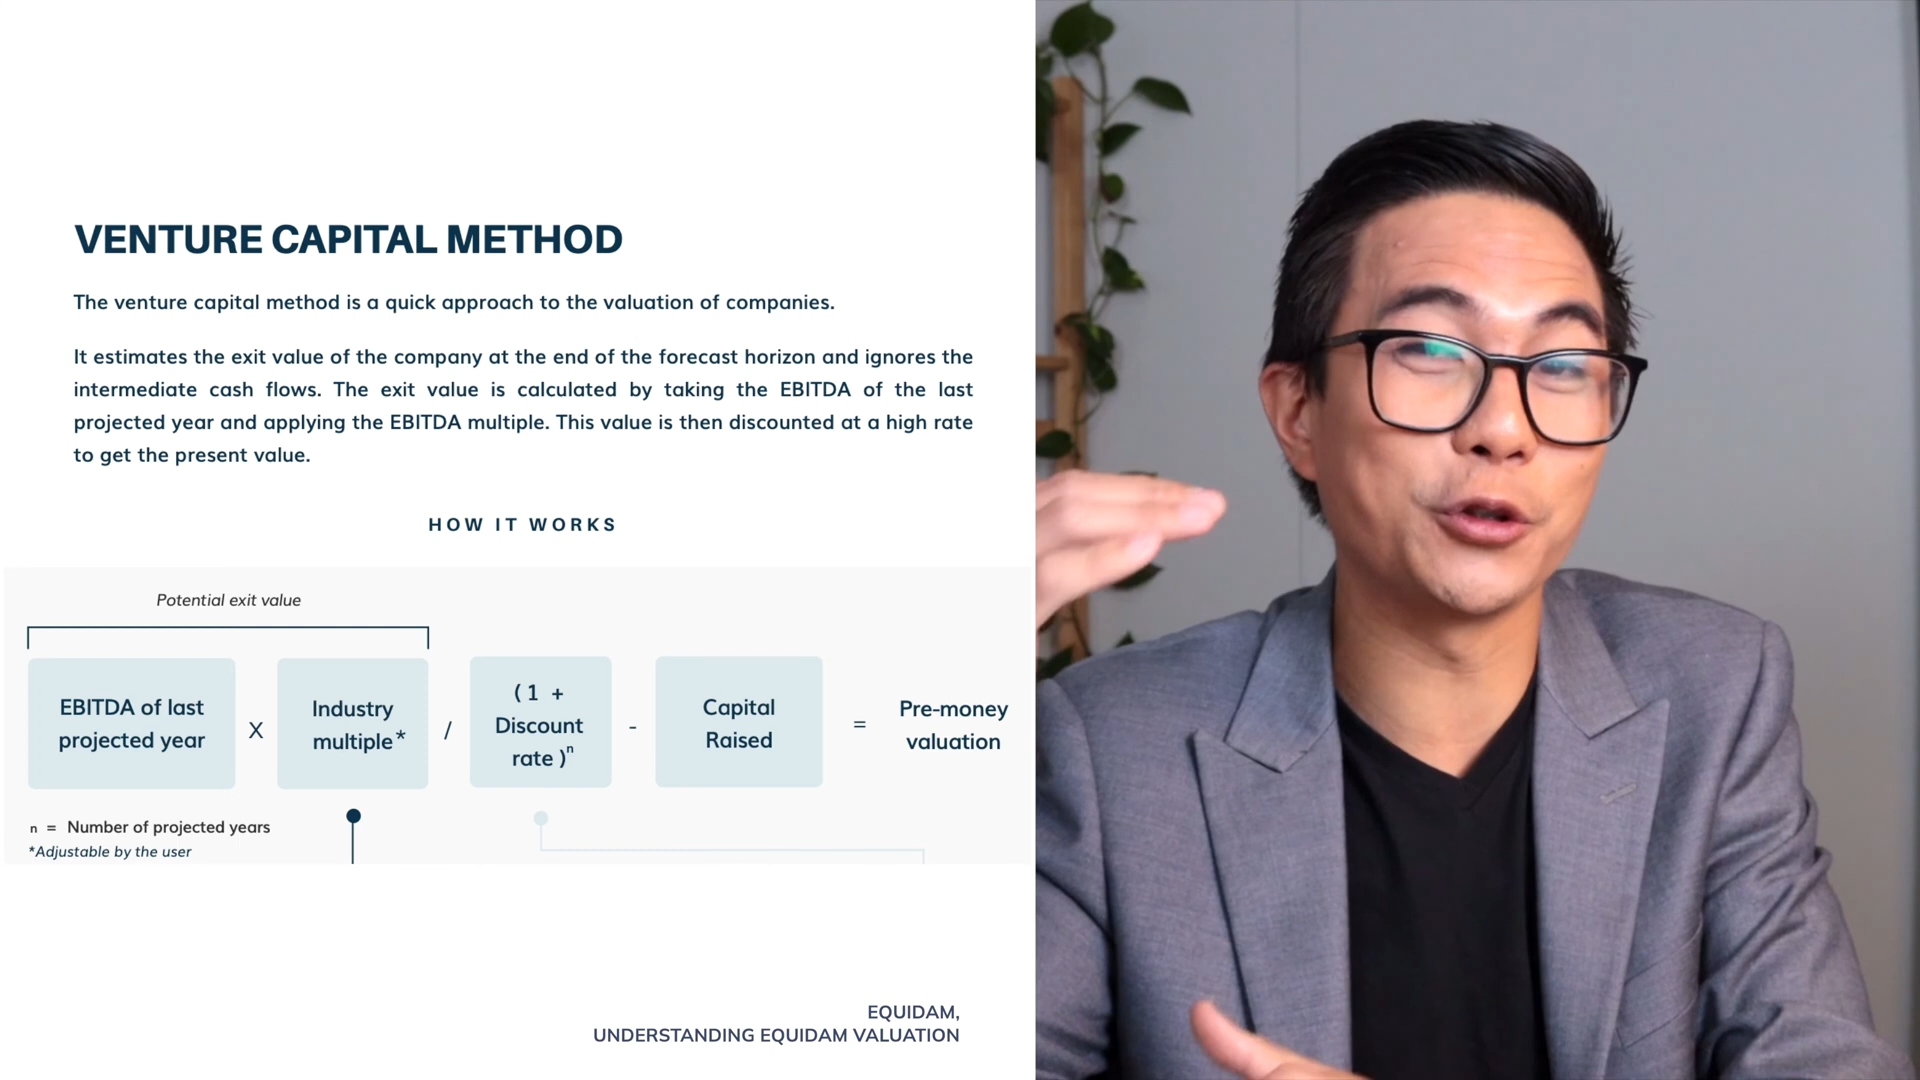 VENTURE CAPITAL METHOD
The venture capital method is a quick approach to the valuation of companies.
It estimates the exit value of the company at the end of the forecast horizon and ignores the
intermediate cash flows. The exit value is calculated by taking the EBITDA of the last
projected year and applying the EBITDA multiple. This value is then discounted at a high rate
to get the present value.
HOW IT WORKS
Potential exit value
EBITDA of last
projected year
X
Industry
multiple*
/
( 1 +
Discount
rate )n
-
Capital
Raised
=
Pre-money
valuation
n = Number of projected years
*Adjustable by the user
EQUIDAM,
UNDERSTANDING EQUIDAM VALUATION